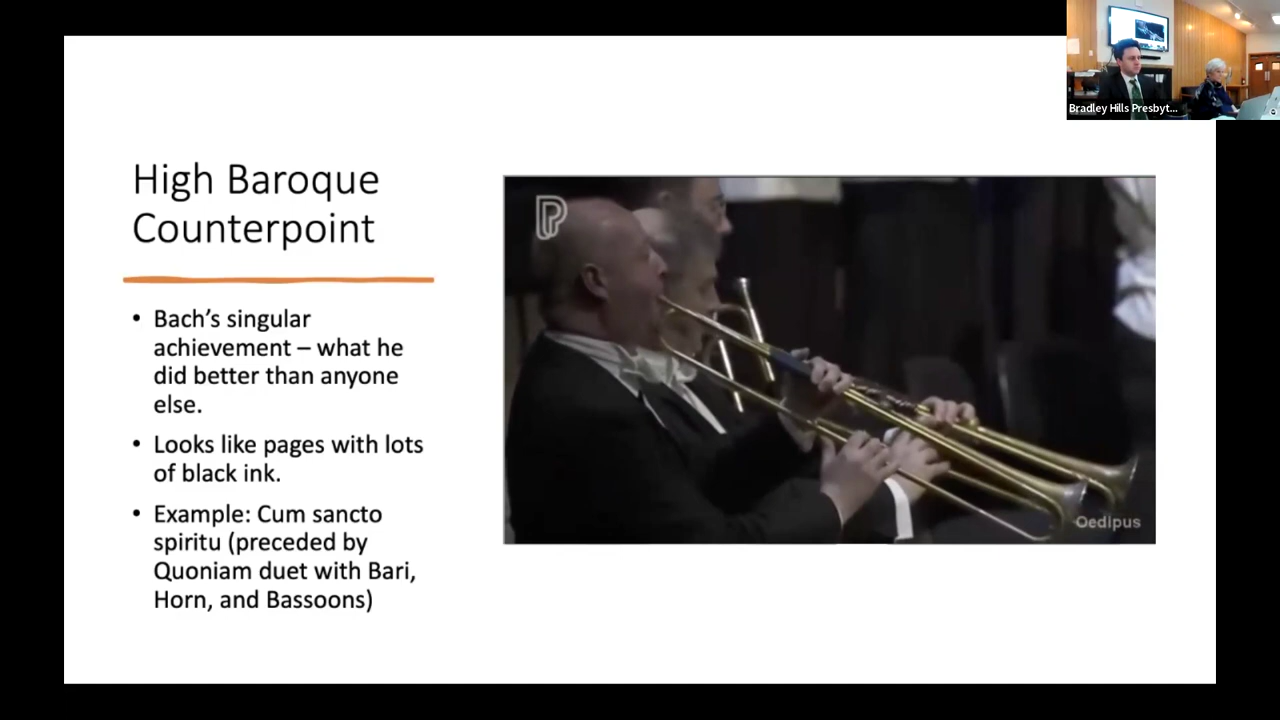 Bradley Hills Presbyt...
High Baroque
Counterpoint
• Bach's singular
achievement – what he
did better than anyone
else.
• Looks like pages with lots
of black ink.
• Example: Cum sancto
spiritu (preceded by
Quoniam duet with Bari,
Horn, and Bassoons)
Oedipus